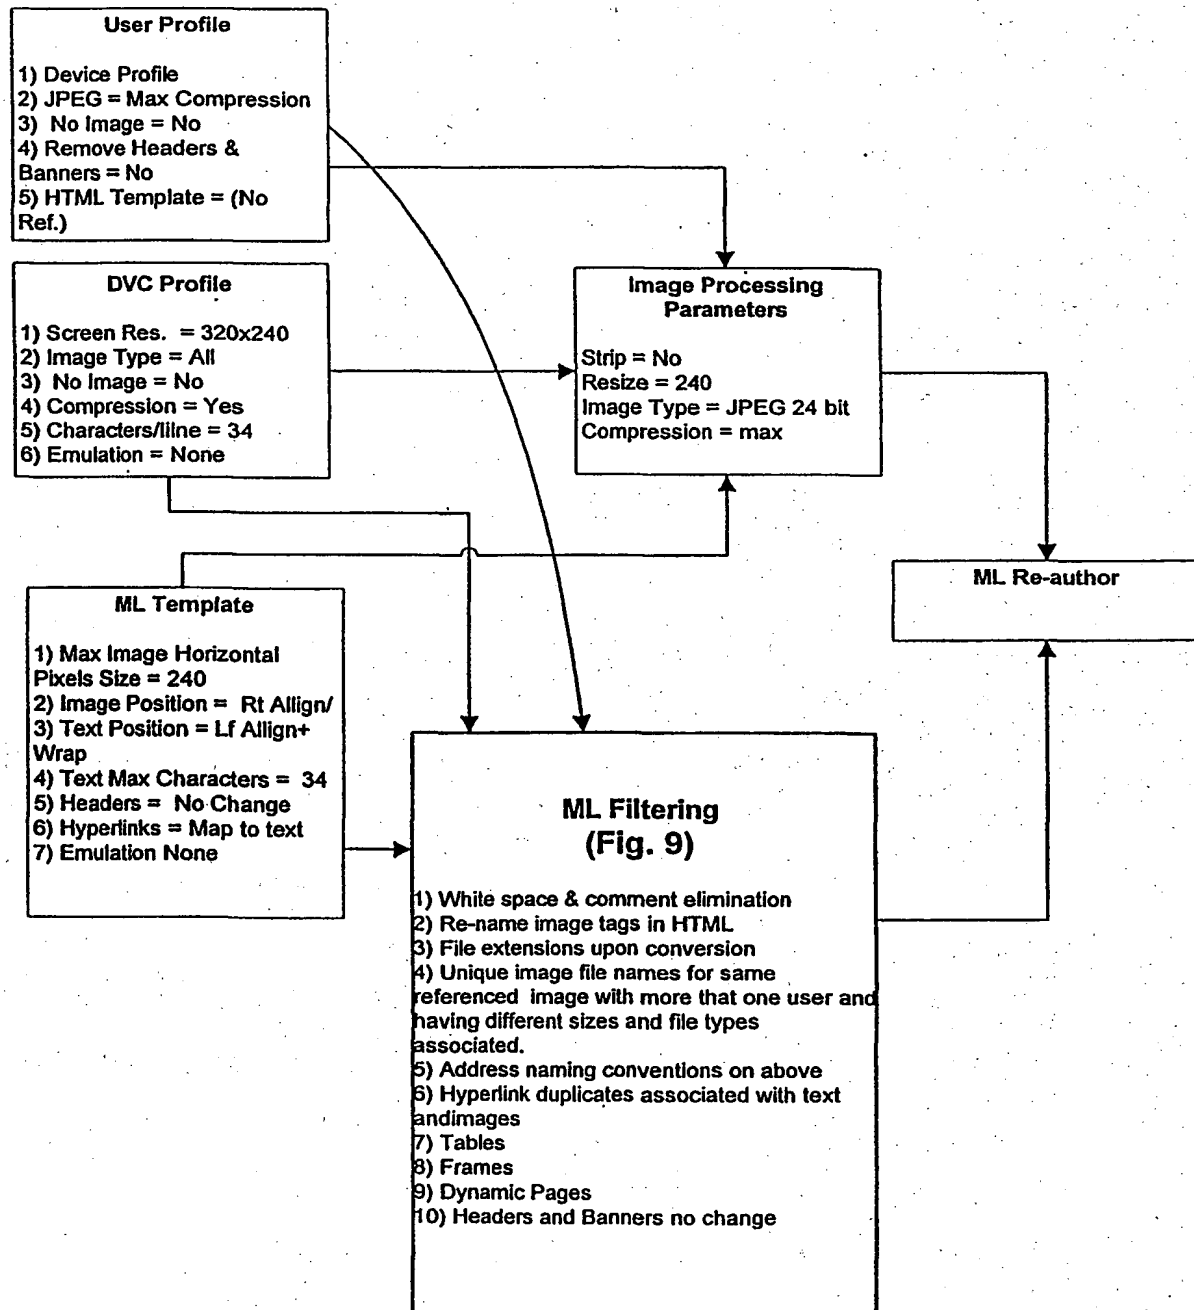 User Profile
1) Device Profile
2) JPEG = Max Compression
3) No Image = No
4) Remove Headers &
Banners = No
5) HTML Template = (No
Ref.)
DVC Profile
1) Screen Res. = 320x240
2) Image Type = All
3) No Image = No
4) Compression = Yes
5) Characters/lilne = 34
6) Emulation = None
Image Processing
Parameters
Strip = No
Resize = 240
Image Type = JPEG 24 bit
Compression = max
ML Re-author
ML Template
1) Max Image Horizontal
Pixels Size = 240
2) Image Position = Rt Allign/
3) Text Position = Lf Allign+
Wrap
4) Text Max Characters = 34
5) Headers = No Change
6) Hyperlinks = Map to text
7) Emulation None
ML Filtering
(Fig. 9)
1) White space & comment elimination
2) Re-name image tags in HTML
3) File extensions upon conversion
4) Unique image file names for same
referenced image with more that one user and
having different sizes and file types
associated.
5) Address naming conventions on above
6) Hyperlink duplicates associated with text
andimages
7) Tables
8) Frames
9) Dynamic Pages
10) Headers and Banners no change